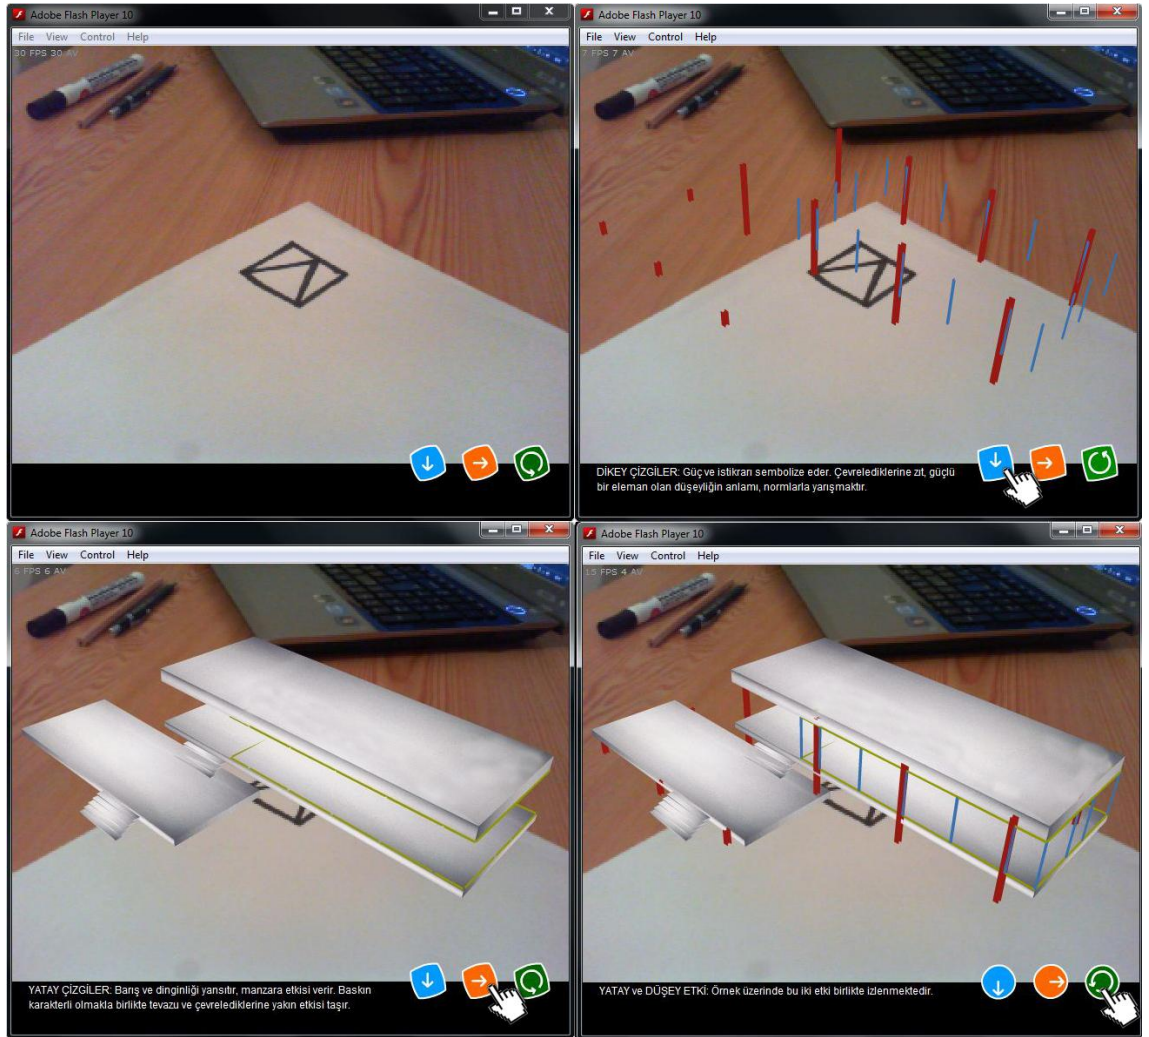 Adobe Flash Player 10
File View Control Help
30 FPS 30 AV
Adobe Flash Player 10
File View Control Help
7 FPS 7 AV
DİKEY ÇİZGİLER: Güç ve istikrarı sembolize eder. Çevrelediklerine zıt, güçlü
bir eleman olan düşeyliğin anlamı, normlarla yarışmaktır.
Adobe Flash Player 10
File View Control Help
6 FPS 6 AV
YATAY ÇİZGİLER: Barış ve dinginliği yansıtır, manzara etkisi verir. Baskın
karakterli olmakla birlikte tevazu ve çevrelediklerine yakın etkisi taşır.
Adobe Flash Player 10
File View Control Help
15 FPS 4 AV
YATAY ve DÜŞEY ETKİ: Örnek üzerinde bu iki etki birlikte izlenmektedir.